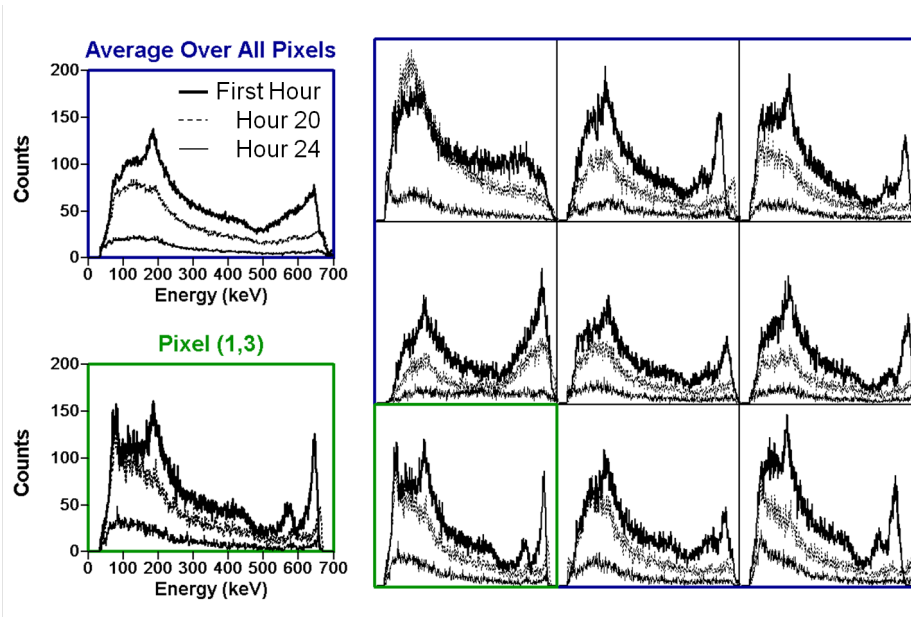 Average Over All Pixels
200
150
100
50
0
Counts
First Hour
Hour 20
Hour 24
0 100 200 300 400 500 600 700
Energy (keV)
Pixel (1,3)
200
150
100
50
0
Counts
0 100 200 300 400 500 600 700
Energy (keV)